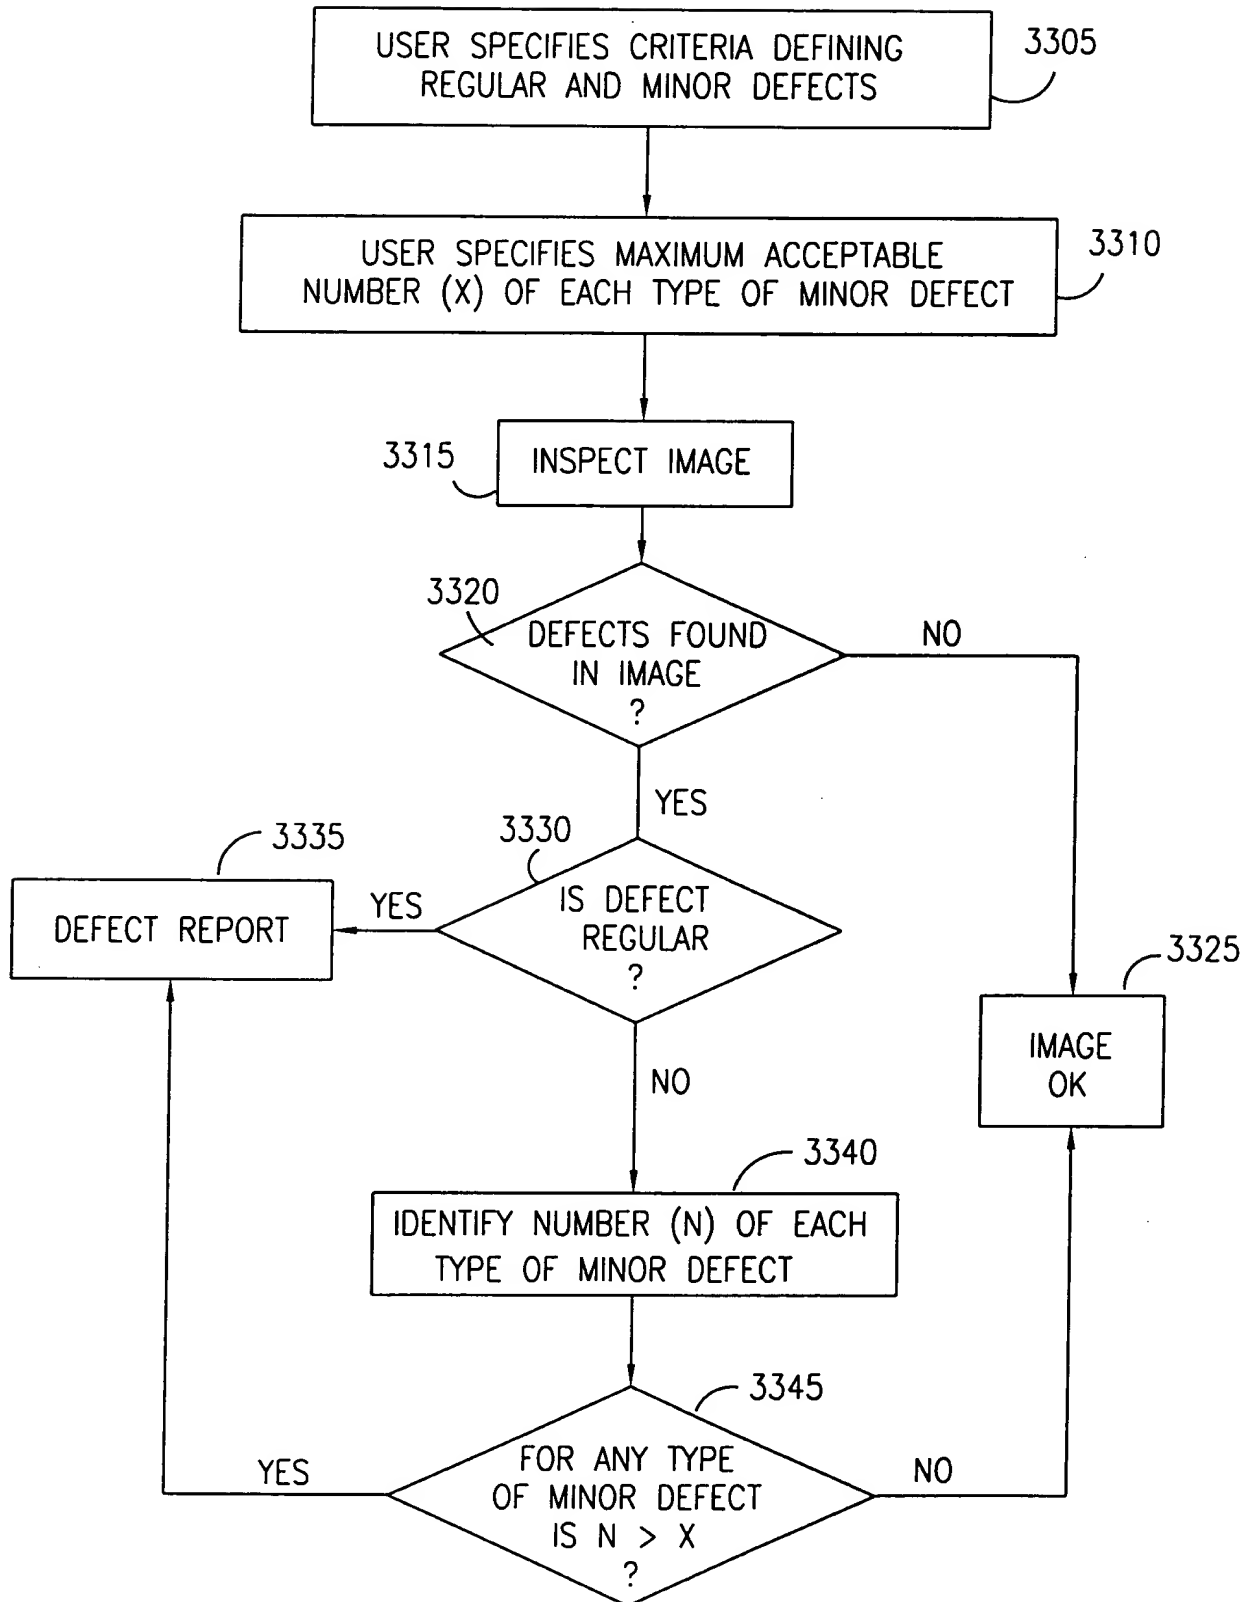 USER SPECIFIES CRITERIA DEFINING
REGULAR AND MINOR DEFECTS
3305
USER SPECIFIES MAXIMUM ACCEPTABLE
NUMBER (X) OF EACH TYPE OF MINOR DEFECT
3310
3315
INSPECT IMAGE
3320
DEFECTS FOUND
IN IMAGE
?
NO
YES
3335
3330
DEFECT REPORT
YES
IS DEFECT
REGULAR
?
3325
IMAGE
OK
NO
3340
IDENTIFY NUMBER (N) OF EACH
TYPE OF MINOR DEFECT
3345
YES
FOR ANY TYPE
OF MINOR DEFECT
IS N > X
?
NO